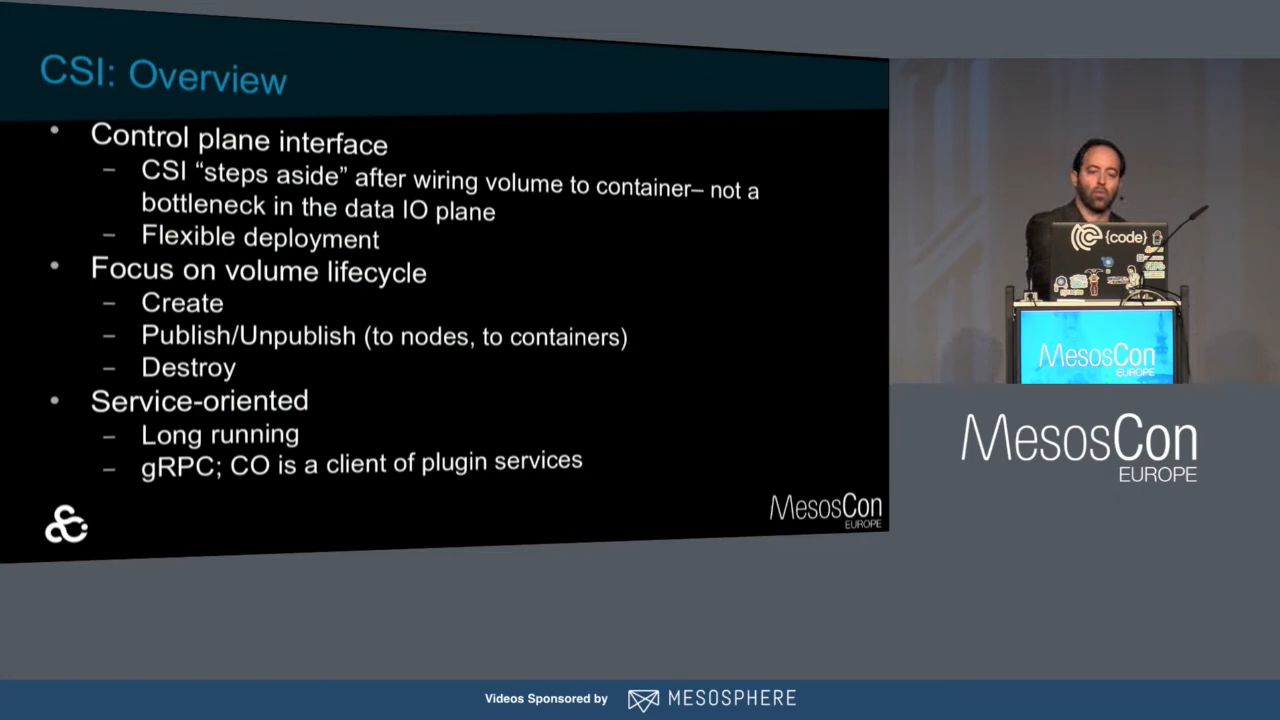 CSI: Overview
• Control plane interface
– CSI “steps aside” after wiring volume to container– not a
bottleneck in the data IO plane
– Flexible deployment
• Focus on volume lifecycle
– Create
– Publish/Unpublish (to nodes, to containers)
– Destroy
• Service-oriented
– Long running
– gRPC; CO is a client of plugin services
MesosCon
EUROPE
{code}
MesosCon
EUROPE
MesosCon
EUROPE
Videos Sponsored by MESOSPHERE